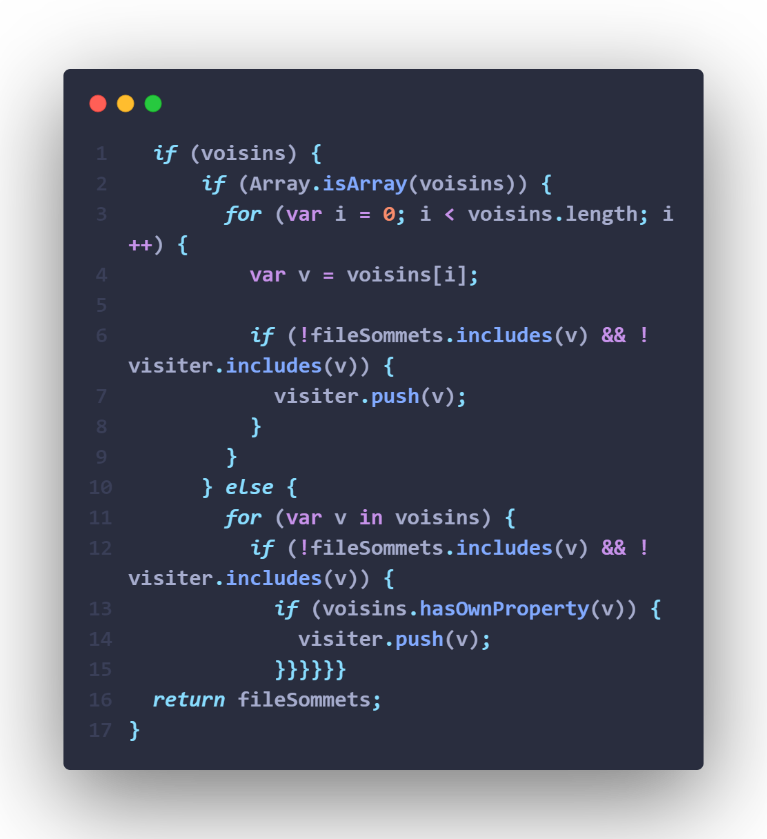 1 if (voisins) {
2 if (Array.isArray(voisins)) {
3 for (var i = 0; i < voisins.length; i
++) {
4 var v = voisins[i];
5
6 if (!fileSommets.includes(v) && !
visiter.includes(v)) {
7 visiter.push(v);
8 }
9 }
10 } else {
11 for (var v in voisins) {
12 if (!fileSommets.includes(v) && !
visiter.includes(v)) {
13 if (voisins.hasOwnProperty(v)) {
14 visiter.push(v);
15 }}}}}}
16 return fileSommets;
17 }